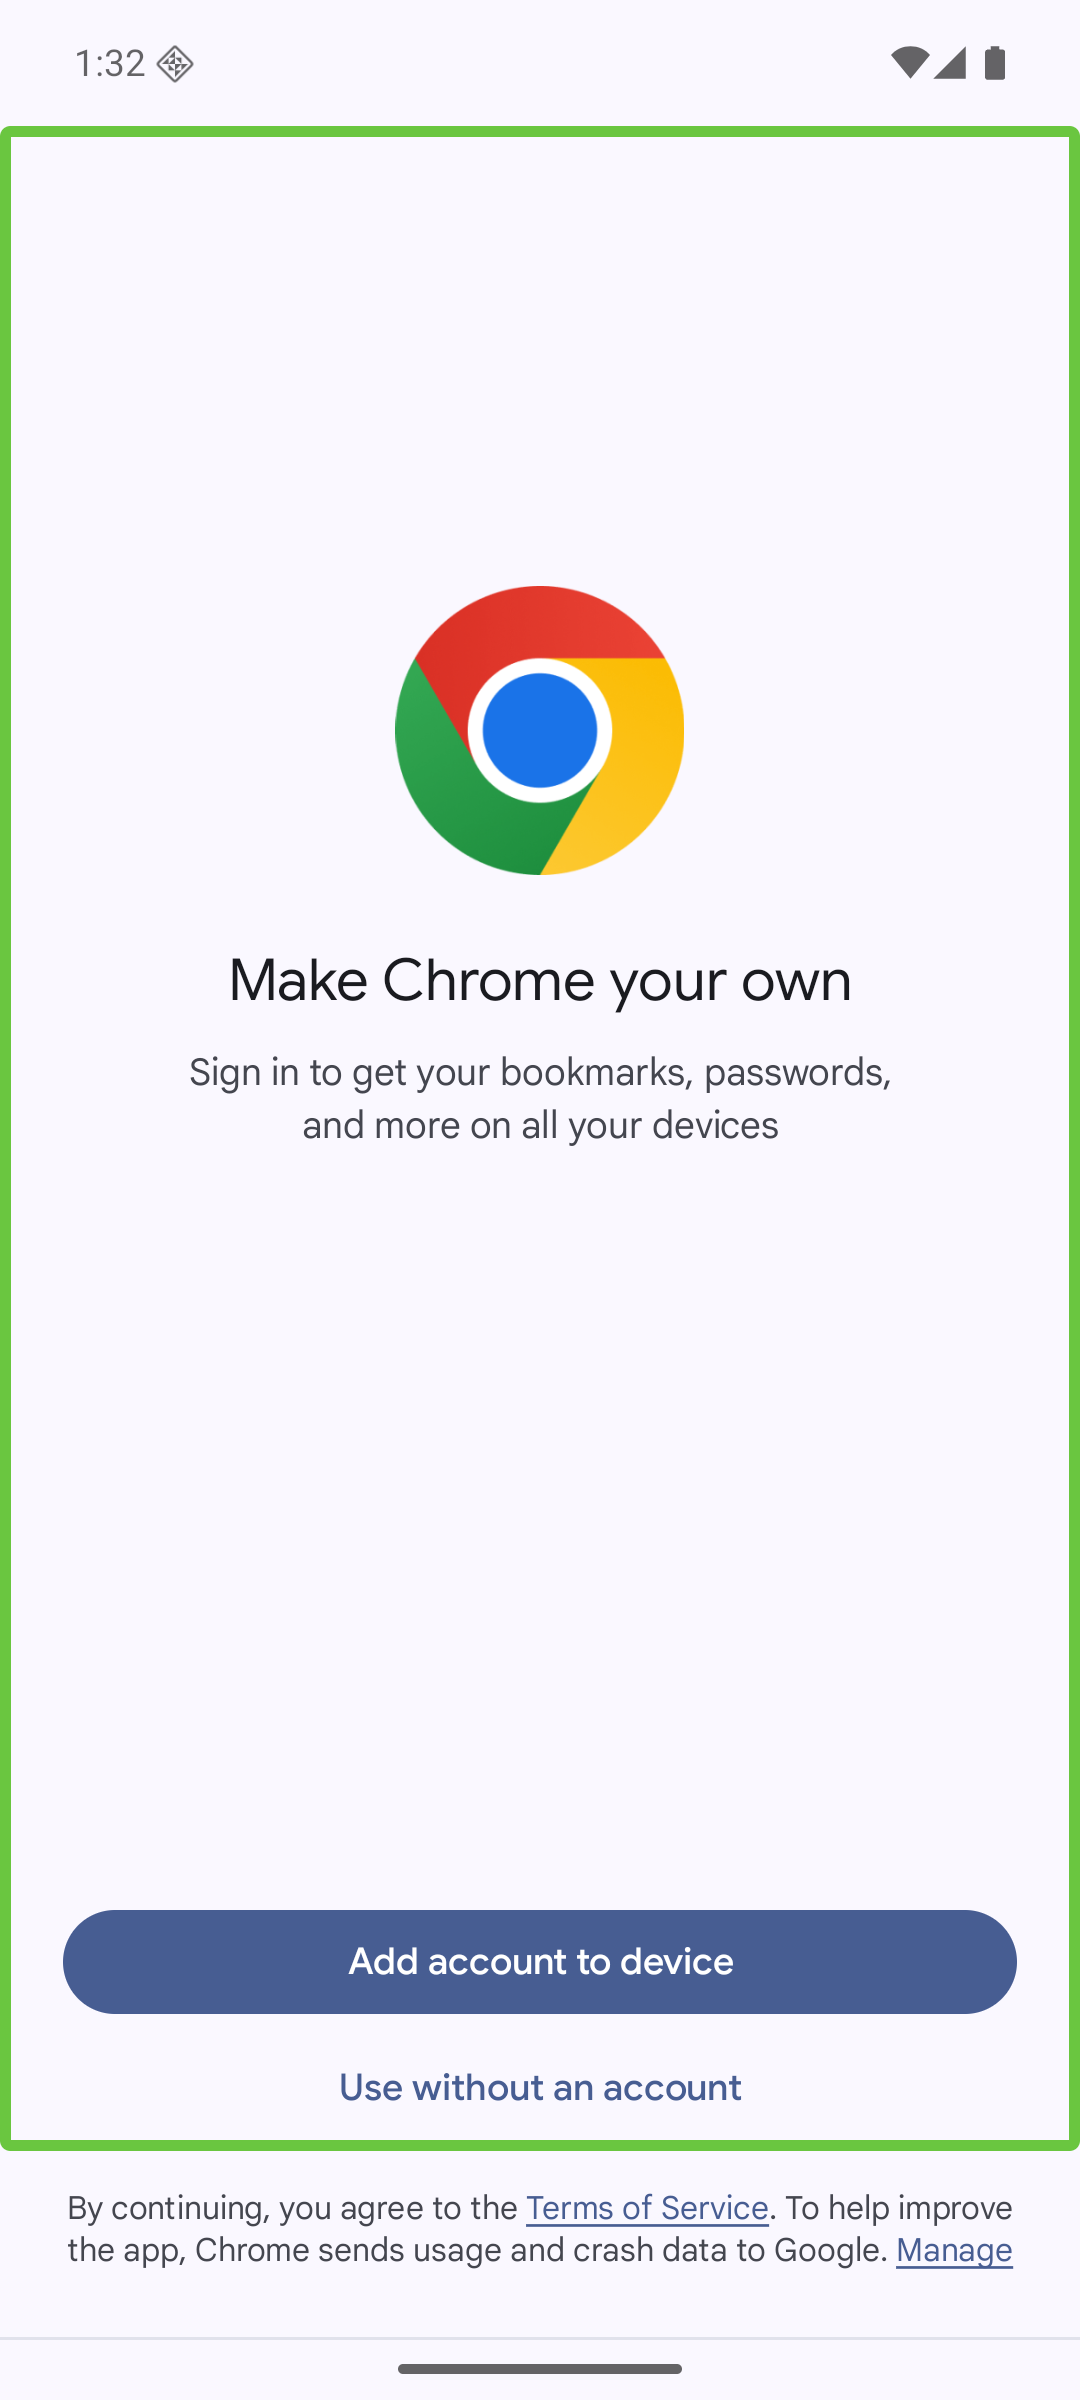 1:32
Make Chrome your own
Sign in to get your bookmarks, passwords,
and more on all your devices
Add account to device
Use without an account
By continuing, you agree to the Terms of Service. To help improve
the app, Chrome sends usage and crash data to Google. Manage